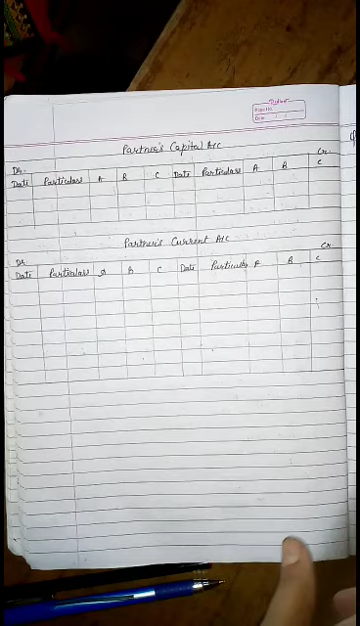 Partner's Capital A/C
Dr. Cr.
Date Particulars A B C Date Particulars A B C
Partner's Current A/C
Dr. Cr.
Date Particulars A B C Date Particulars A B C